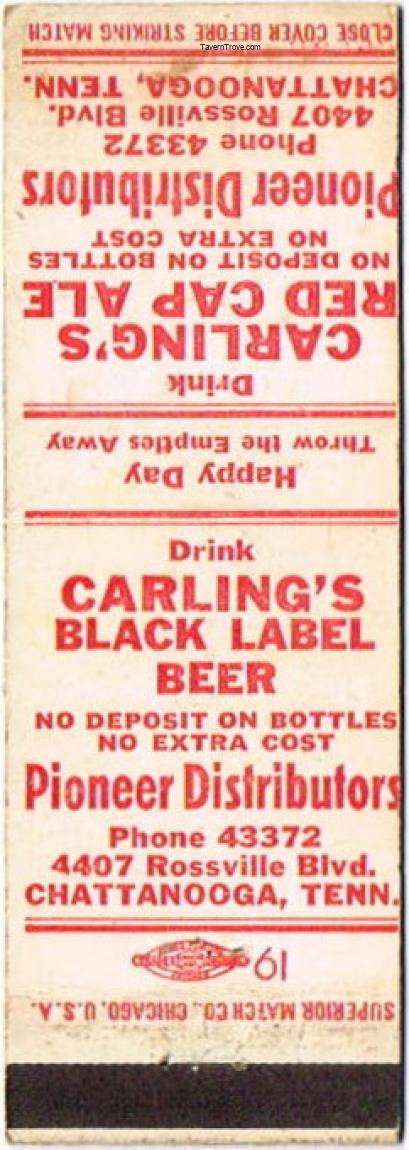 CLOSE COVER BEFORE STRIKING MATCH
TavernTrove.com
Drink
CARLING'S
RED CAP ALE
NO DEPOSIT ON BOTTLES
NO EXTRA COST
Pioneer Distributors
Phone 43372
4407 Rossville Blvd.
CHATTANOOGA, TENN.
Happy Day
Throw the Empties Away
Drink
CARLING'S
BLACK LABEL
BEER
NO DEPOSIT ON BOTTLES
NO EXTRA COST
Pioneer Distributors
Phone 43372
4407 Rossville Blvd.
CHATTANOOGA, TENN.
19
SUPERIOR MATCH CO., CHICAGO, U.S.A.